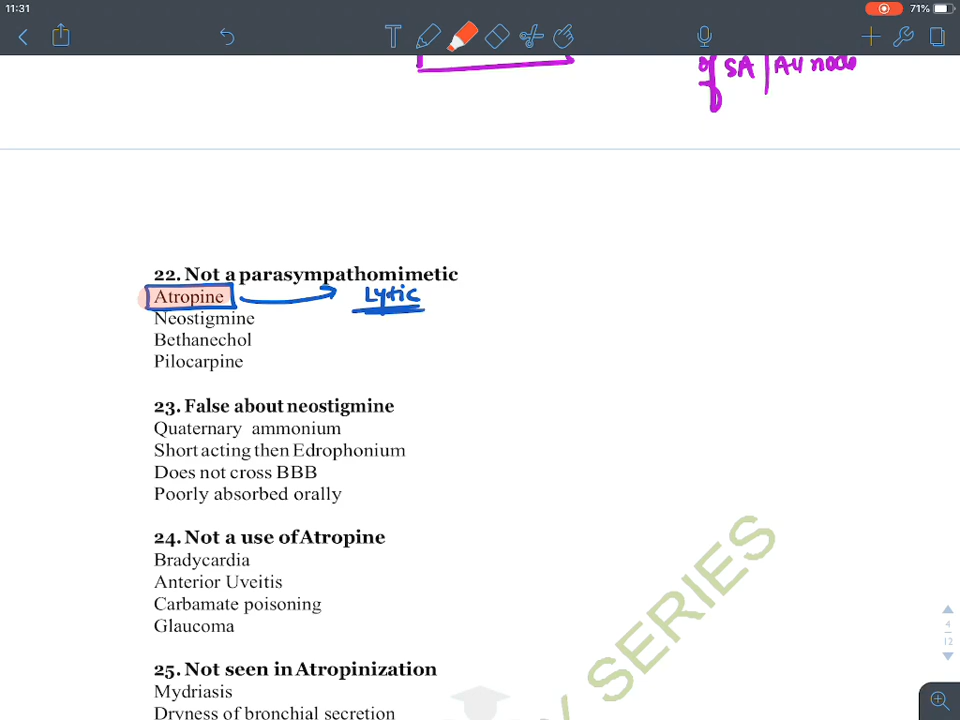 11:31
71%
T
of SA | AV node
22. Not a parasympathomimetic
Atropine
Lytic
Neostigmine
Bethanechol
Pilocarpine
23. False about neostigmine
Quaternary ammonium
Short acting then Edrophonium
Does not cross BBB
Poorly absorbed orally
24. Not a use of Atropine
Bradycardia
Anterior Uveitis
Carbamate poisoning
Glaucoma
25. Not seen in Atropinization
Mydriasis
Dryness of bronchial secretion
Y SERIES
4
12